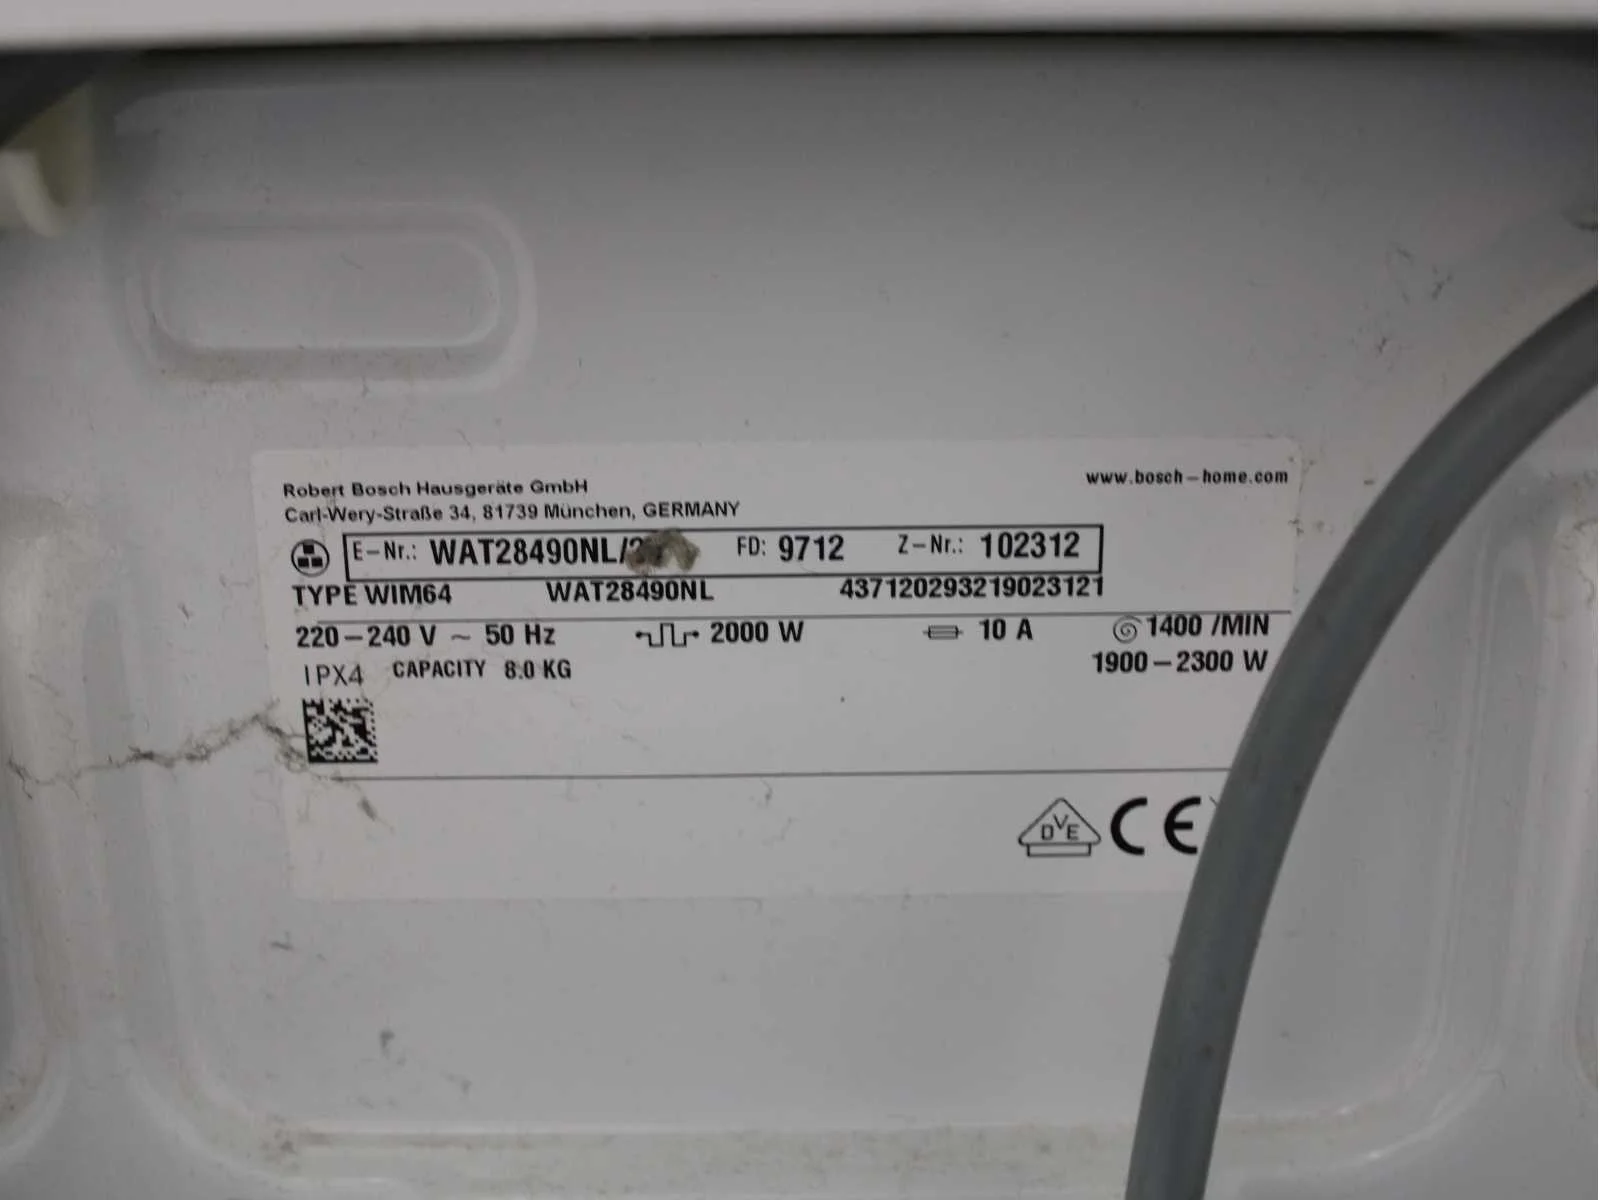 Robert Bosch Hausgeräte GmbH www.bosch-home.com
Carl-Wery-Straße 34, 81739 München, GERMANY
E-Nr.: WAT28490NL/ FD: 9712 Z-Nr.: 102312
TYPE WIM64 WAT28490NL 437120293219023121
220-240 V ~ 50 Hz 2000 W 10 A 1400 /MIN
IPX4 CAPACITY 8.0 KG 1900-2300 W
DVE CE